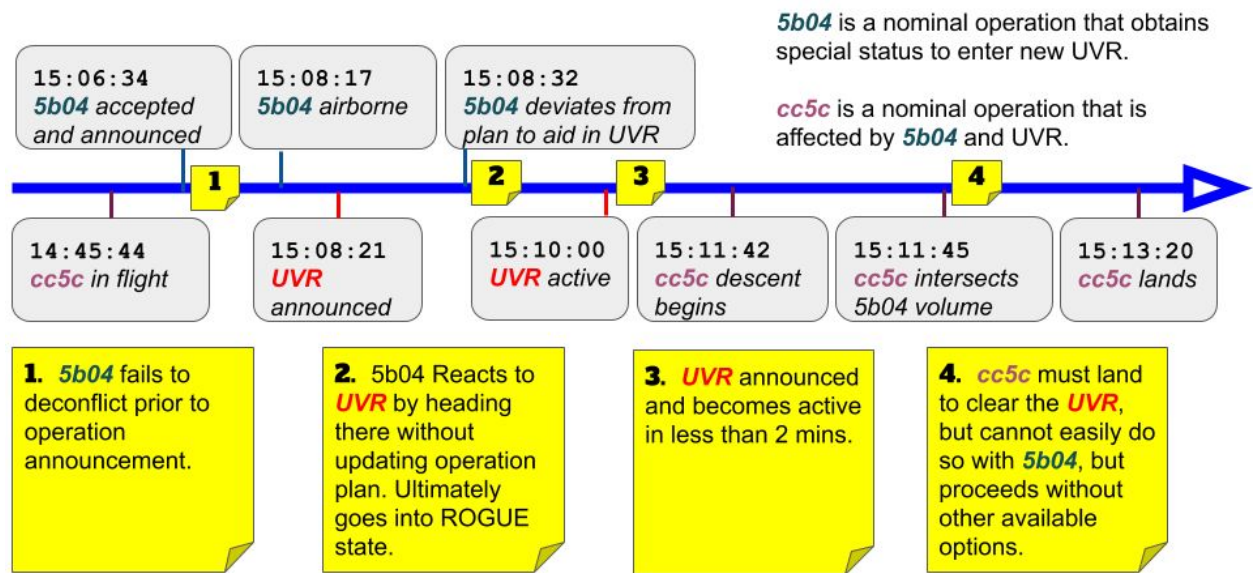 5b04 is a nominal operation that obtains
special status to enter new UVR.
cc5c is a nominal operation that is
affected by 5b04 and UVR.
15:06:34
5b04 accepted
and announced
15:08:17
5b04 airborne
15:08:32
5b04 deviates from
plan to aid in UVR
1
2
3
4
14:45:44
cc5c in flight
15:08:21
UVR
announced
15:10:00
UVR active
15:11:42
cc5c descent
begins
15:11:45
cc5c intersects
5b04 volume
15:13:20
cc5c lands
1. 5b04 fails to
deconflict prior to
operation
announcement.
2. 5b04 Reacts to
UVR by heading
there without
updating operation
plan. Ultimately
goes into ROGUE
state.
3. UVR announced
and becomes active
in less than 2 mins.
4. cc5c must land
to clear the UVR,
but cannot easily do
so with 5b04, but
proceeds without
other available
options.